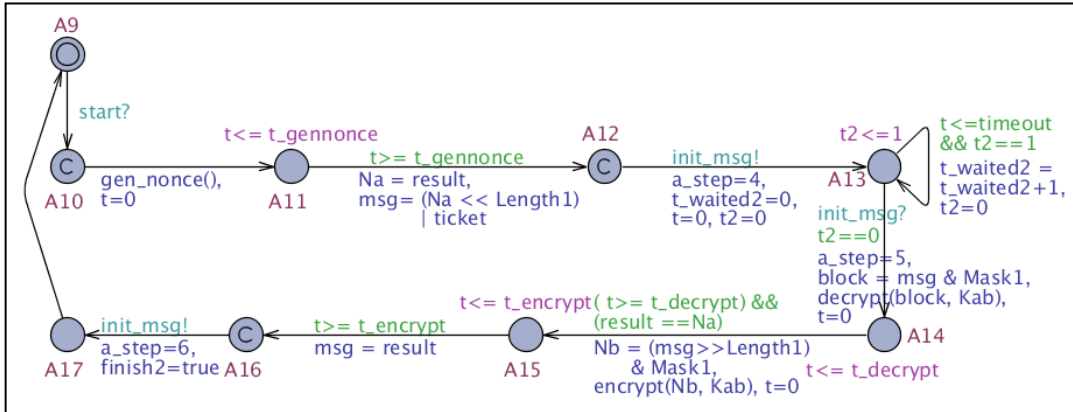 A9
start?
C
A10
gen_nonce(),
t=0
t<= t_gennonce
A11
t>= t_gennonce
Na = result,
msg= (Na << Length1)
| ticket
A12
C
init_msg!
a_step=4,
t_waited2=0,
t=0, t2=0
t2<=1
A13
t<=timeout
&& t2==1
t_waited2 =
t_waited2+1,
t2=0
init_msg?
t2==0
a_step=5,
block = msg & Mask1,
decrypt(block, Kab),
t=0
A14
t<= t_decrypt
( t>= t_decrypt) &&
(result ==Na)
Nb = (msg>>Length1)
& Mask1,
encrypt(Nb, Kab), t=0
t<= t_encrypt
A15
t>= t_encrypt
msg = result
C
A16
init_msg!
a_step=6,
finish2=true
A17